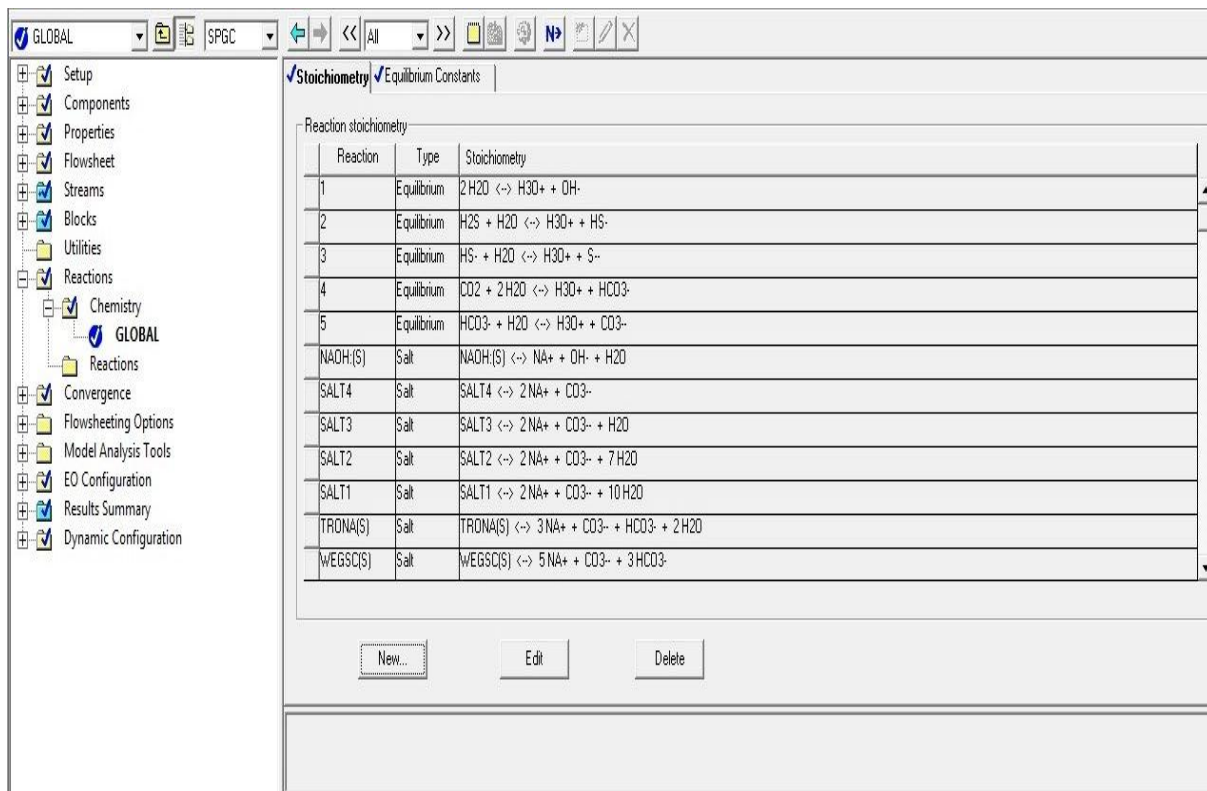 GLOBAL SPGC << All >> N>
Setup
Components
Properties
Flowsheet
Streams
Blocks
Utilities
Reactions
Chemistry
GLOBAL
Reactions
Convergence
Flowsheeting Options
Model Analysis Tools
EO Configuration
Results Summary
Dynamic Configuration
Stoichiometry Equilibrium Constants
Reaction stoichiometry
Reaction Type Stoichiometry
1 Equilibrium 2 H2O <--> H3O+ + OH-
2 Equilibrium H2S + H2O <--> H3O+ + HS-
3 Equilibrium HS- + H2O <--> H3O+ + S--
4 Equilibrium CO2 + 2 H2O <--> H3O+ + HCO3-
5 Equilibrium HCO3- + H2O <--> H3O+ + CO3--
NAOH:(S) Salt NAOH:(S) <--> NA+ + OH- + H2O
SALT4 Salt SALT4 <--> 2 NA+ + CO3--
SALT3 Salt SALT3 <--> 2 NA+ + CO3-- + H2O
SALT2 Salt SALT2 <--> 2 NA+ + CO3-- + 7 H2O
SALT1 Salt SALT1 <--> 2 NA+ + CO3-- + 10 H2O
TRONA(S) Salt TRONA(S) <--> 3 NA+ + CO3-- + HCO3- + 2 H2O
WEGSC(S) Salt WEGSC(S) <--> 5 NA+ + CO3-- + 3 HCO3-
New... Edit Delete